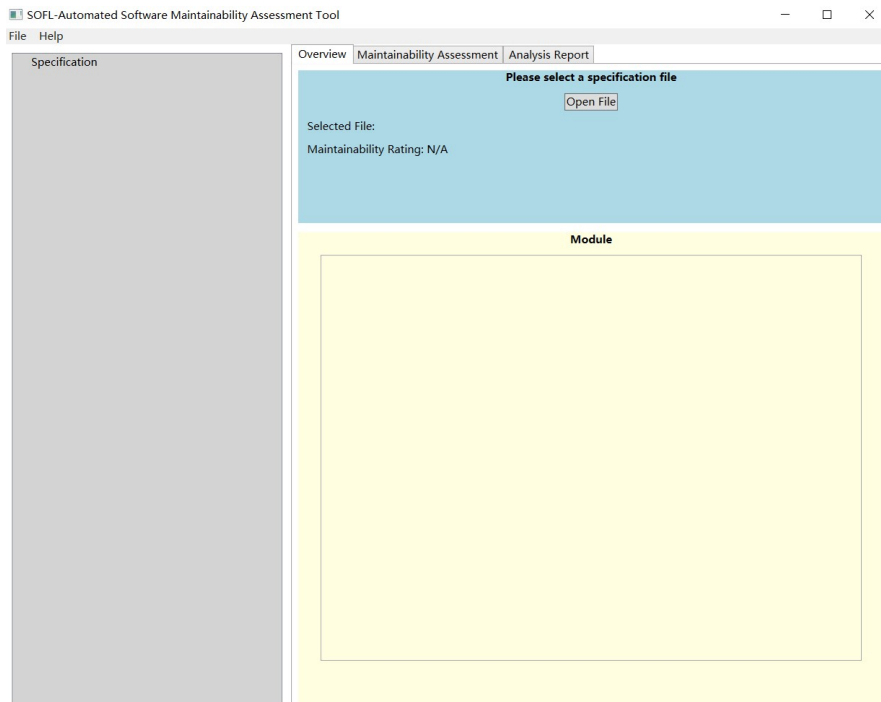 SOFL-Automated Software Maintainability Assessment Tool
File Help
Specification
Overview Maintainability Assessment Analysis Report
Please select a specification file
Open File
Selected File:
Maintainability Rating: N/A
Module